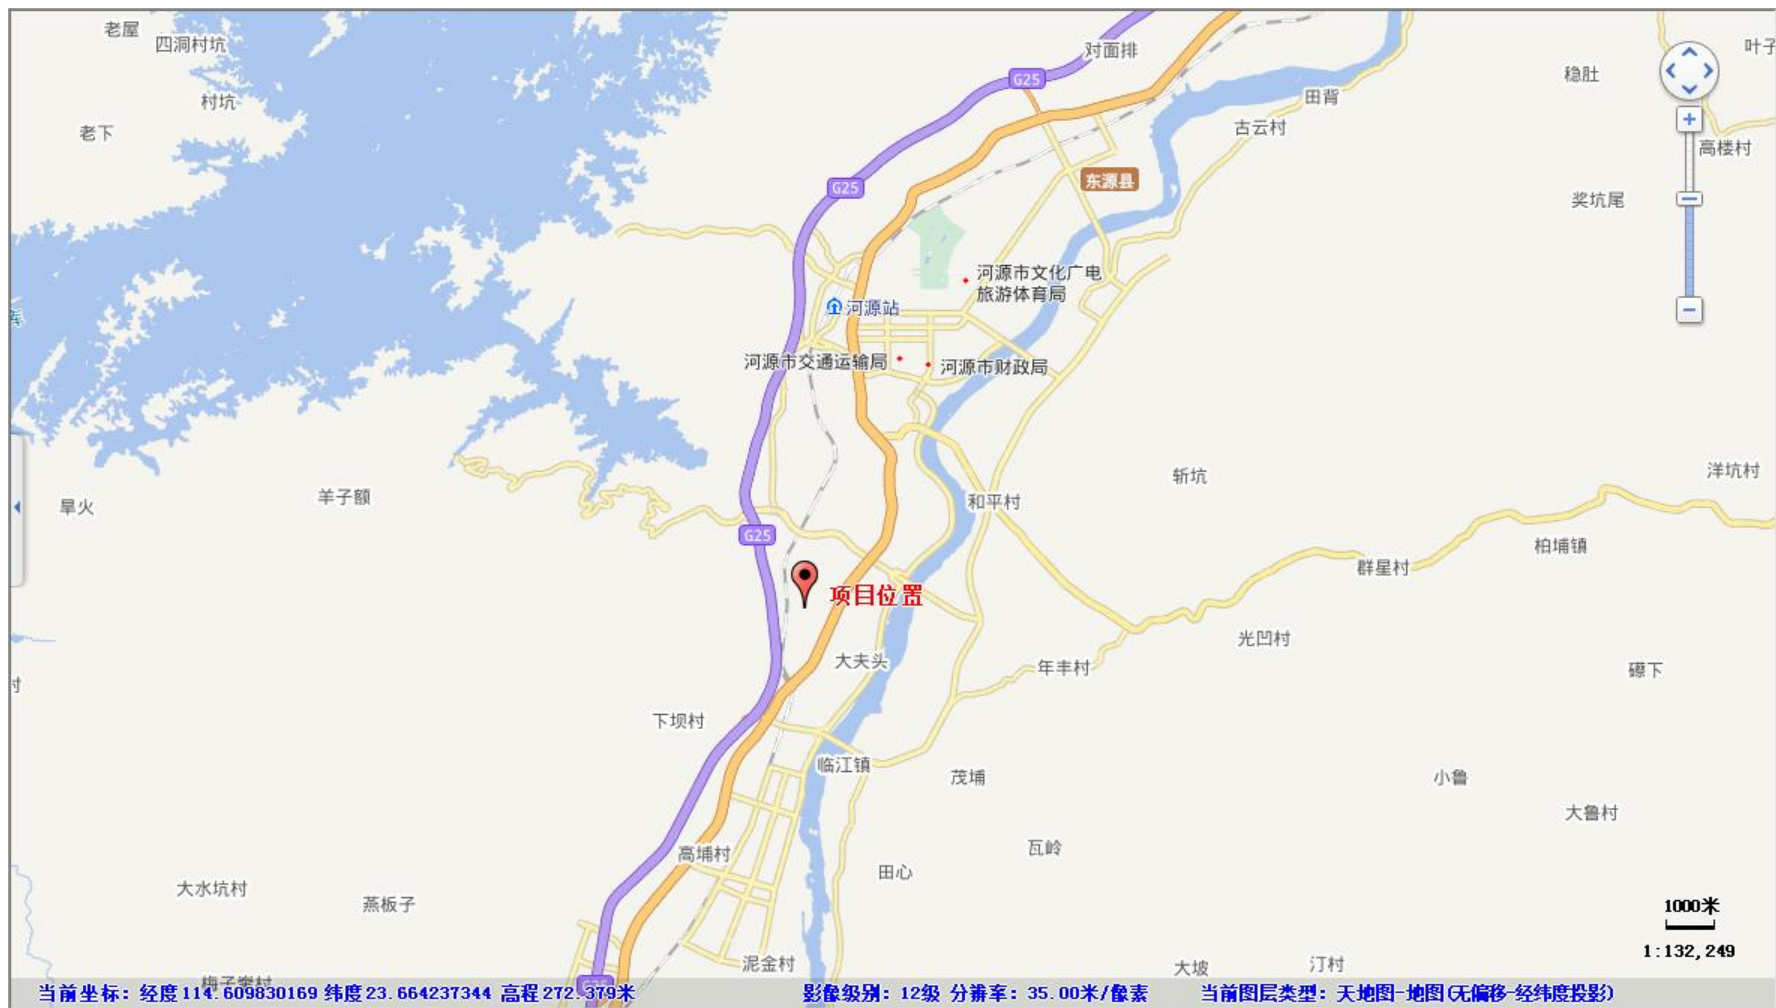 老屋
四洞村坑
对面排
叶子
G25
稳肚
村坑
田背
老下
古云村
高楼村
东源县
G25
奖坑尾
河源市文化广电
旅游体育局
库
河源站
河源市交通运输局
河源市财政局
斩坑
洋坑村
羊子额
和平村
旱火
G25
柏埔镇
群星村
项目位置
光凹村
大夫头
年丰村
礤下
村
下坝村
临江镇
茂埔
小鲁
大鲁村
瓦岭
高埔村
田心
大水坑村
燕板子
1000米
1:132,249
泥金村
大坡
汀村
当前坐标：经度114.609830169 纬度23.664237344 高程272.379米
影像级别：12级 分辨率：35.00米/像素
当前图层类型：天地图-地图(无偏移-经纬度投影)